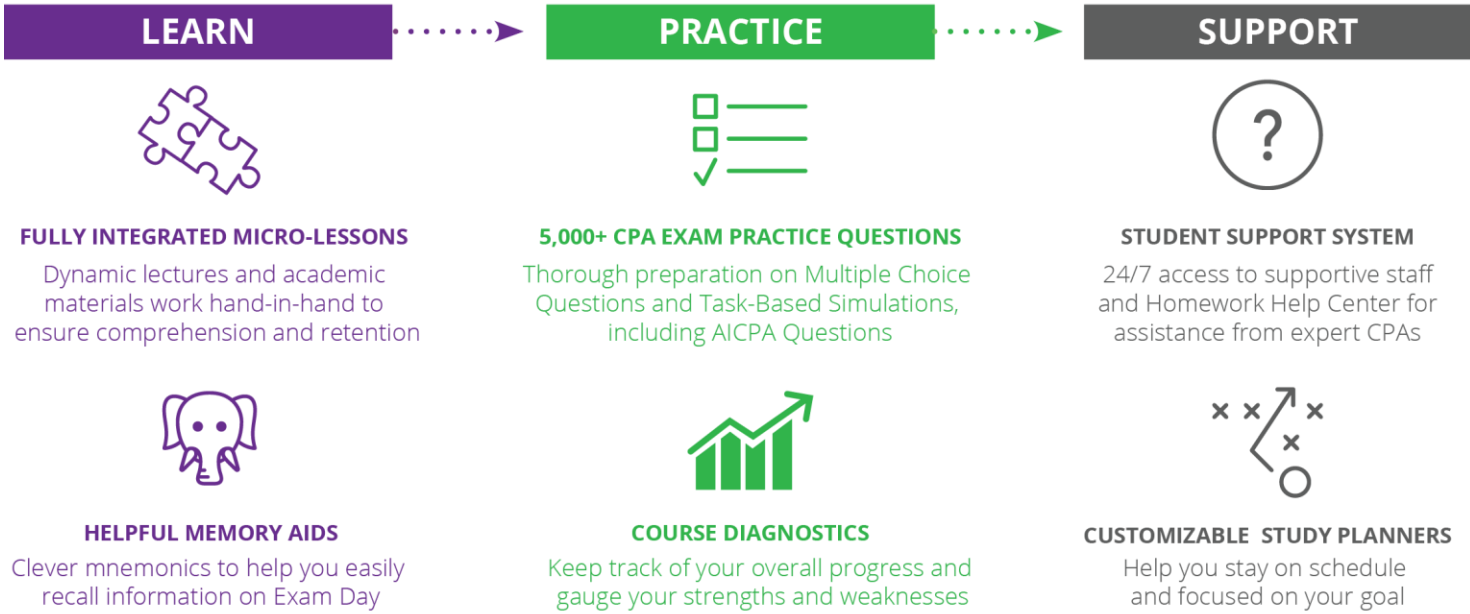 LEARN
FULLY INTEGRATED MICRO-LESSONS
Dynamic lectures and academic
materials work hand-in-hand to
ensure comprehension and retention
HELPFUL MEMORY AIDS
Clever mnemonics to help you easily
recall information on Exam Day
PRACTICE
5,000+ CPA EXAM PRACTICE QUESTIONS
Thorough preparation on Multiple Choice
Questions and Task-Based Simulations,
including AICPA Questions
COURSE DIAGNOSTICS
Keep track of your overall progress and
gauge your strengths and weaknesses
SUPPORT
?
STUDENT SUPPORT SYSTEM
24/7 access to supportive staff
and Homework Help Center for
assistance from expert CPAs
CUSTOMIZABLE STUDY PLANNERS
Help you stay on schedule
and focused on your goal